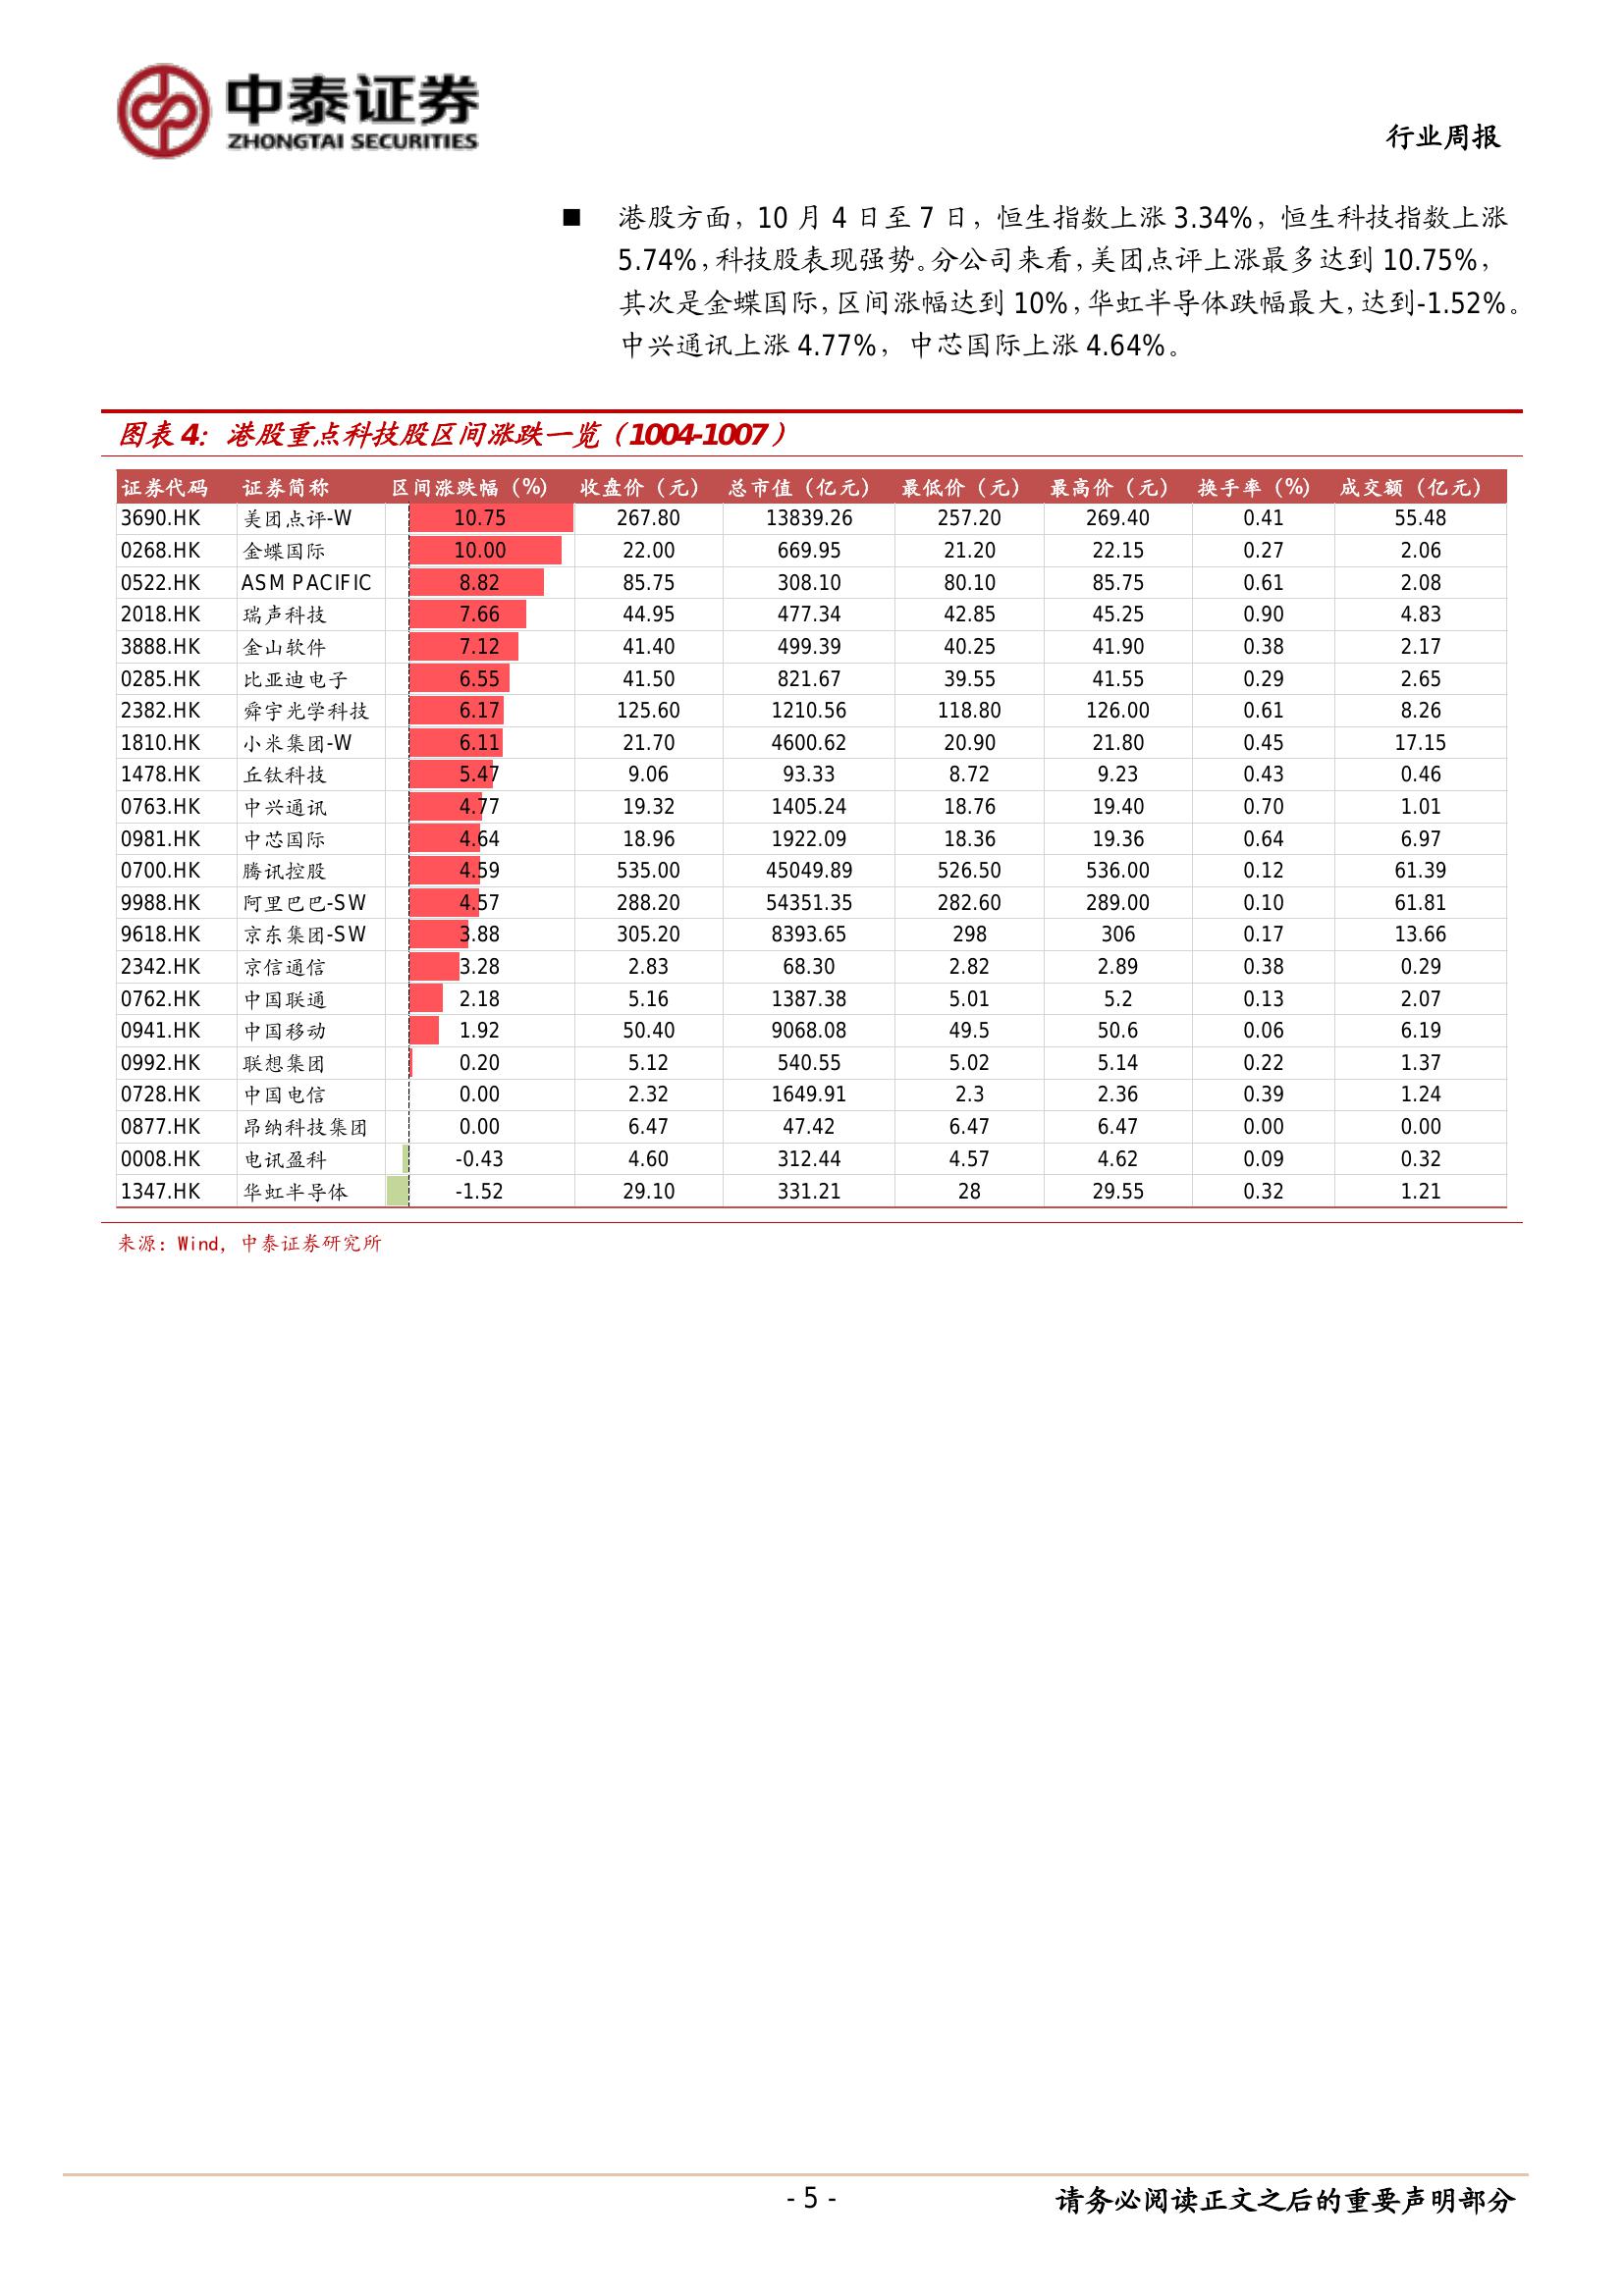 中泰证券
ZHONGTAI SECURITIES
行业周报
■ 港股方面，10 月 4 日至 7 日，恒生指数上涨 3.34%，恒生科技指数上涨
5.74%，科技股表现强势。分公司来看，美团点评上涨最多达到 10.75%，
其次是金蝶国际，区间涨幅达到 10%，华虹半导体跌幅最大，达到-1.52%。
中兴通讯上涨 4.77%，中芯国际上涨 4.64%。
图表 4：港股重点科技股区间涨跌一览（1004-1007）
证券代码 证券简称 区间涨跌幅（%） 收盘价（元） 总市值（亿元） 最低价（元） 最高价（元） 换手率（%） 成交额（亿元）
3690.HK 美团点评-W 10.75 267.80 13839.26 257.20 269.40 0.41 55.48
0268.HK 金蝶国际 10.00 22.00 669.95 21.20 22.15 0.27 2.06
0522.HK ASM PACIFIC 8.82 85.75 308.10 80.10 85.75 0.61 2.08
2018.HK 瑞声科技 7.66 44.95 477.34 42.85 45.25 0.90 4.83
3888.HK 金山软件 7.12 41.40 499.39 40.25 41.90 0.38 2.17
0285.HK 比亚迪电子 6.55 41.50 821.67 39.55 41.55 0.29 2.65
2382.HK 舜宇光学科技 6.17 125.60 1210.56 118.80 126.00 0.61 8.26
1810.HK 小米集团-W 6.11 21.70 4600.62 20.90 21.80 0.45 17.15
1478.HK 丘钛科技 5.47 9.06 93.33 8.72 9.23 0.43 0.46
0763.HK 中兴通讯 4.77 19.32 1405.24 18.76 19.40 0.70 1.01
0981.HK 中芯国际 4.64 18.96 1922.09 18.36 19.36 0.64 6.97
0700.HK 腾讯控股 4.59 535.00 45049.89 526.50 536.00 0.12 61.39
9988.HK 阿里巴巴-SW 4.57 288.20 54351.35 282.60 289.00 0.10 61.81
9618.HK 京东集团-SW 3.88 305.20 8393.65 298 306 0.17 13.66
2342.HK 京信通信 3.28 2.83 68.30 2.82 2.89 0.38 0.29
0762.HK 中国联通 2.18 5.16 1387.38 5.01 5.2 0.13 2.07
0941.HK 中国移动 1.92 50.40 9068.08 49.5 50.6 0.06 6.19
0992.HK 联想集团 0.20 5.12 540.55 5.02 5.14 0.22 1.37
0728.HK 中国电信 0.00 2.32 1649.91 2.3 2.36 0.39 1.24
0877.HK 昂纳科技集团 0.00 6.47 47.42 6.47 6.47 0.00 0.00
0008.HK 电讯盈科 -0.43 4.60 312.44 4.57 4.62 0.09 0.32
1347.HK 华虹半导体 -1.52 29.10 331.21 28 29.55 0.32 1.21
来源：Wind，中泰证券研究所
- 5 -
请务必阅读正文之后的重要声明部分